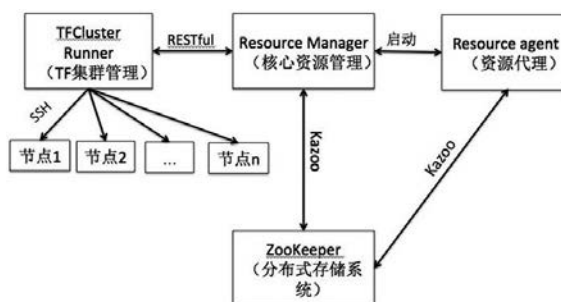 TFCluster
Runner
（TF集群管理）
RESTful
Resource Manager
（核心资源管理）
启动
Resource agent
（资源代理）
SSH
节点1
节点2
...
节点n
Kazoo
Kazoo
ZooKeeper
（分布式存储系
统）